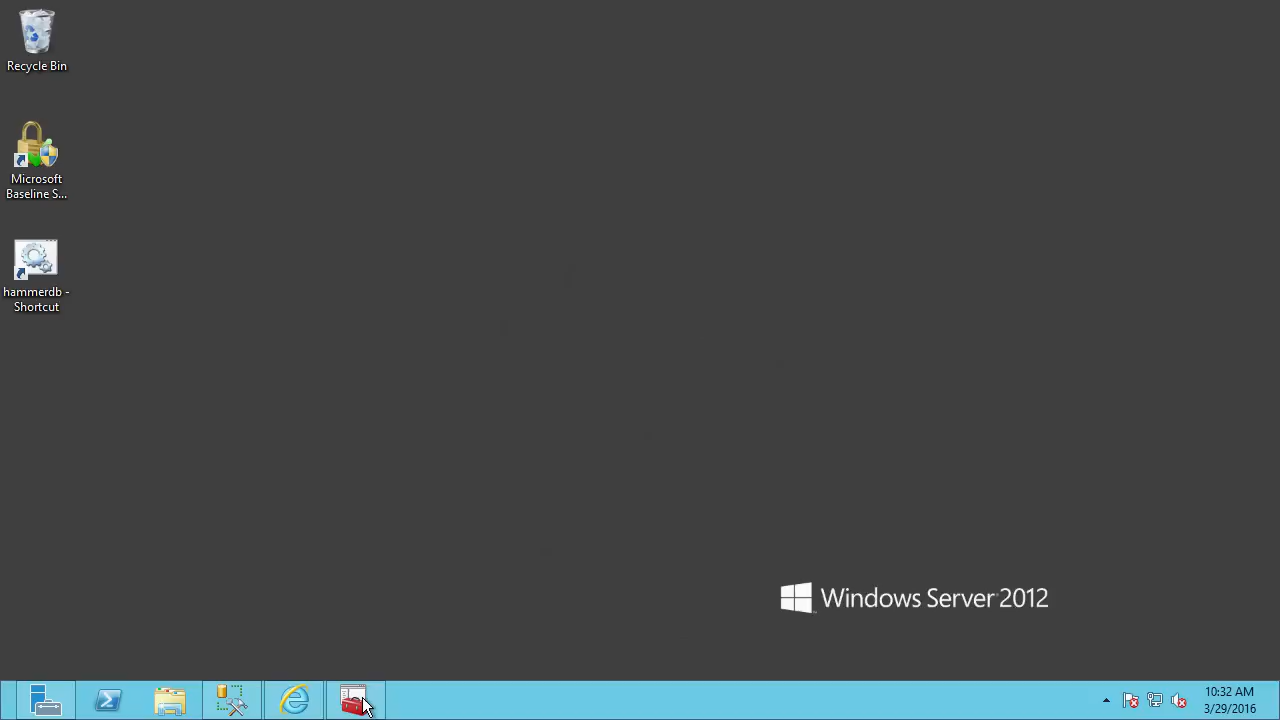 Recycle Bin
Microsoft
Baseline S...
hammerdb -
Shortcut
Windows Server 2012
10:32 AM
3/29/2016